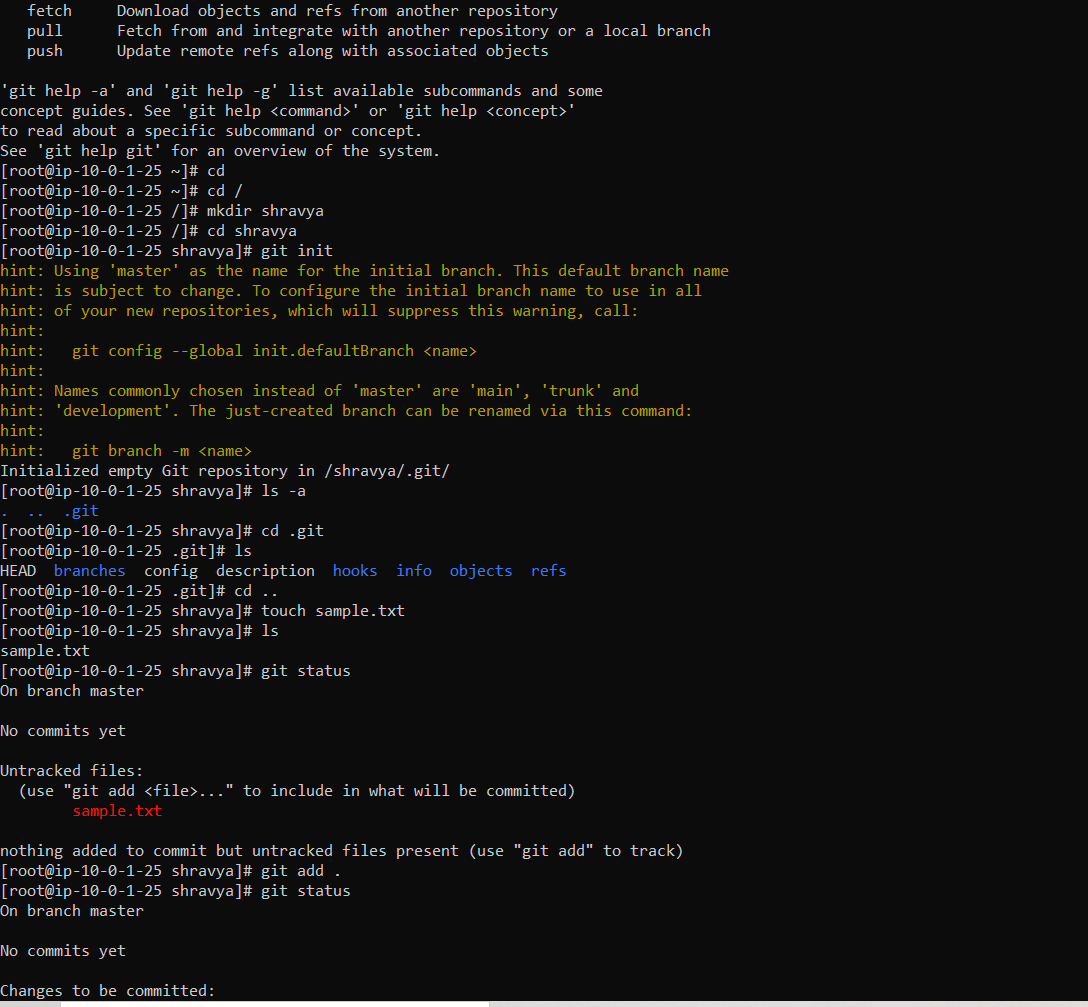 fetch     Download objects and refs from another repository
pull      Fetch from and integrate with another repository or a local branch
push      Update remote refs along with associated objects
'git help -a' and 'git help -g' list available subcommands and some
concept guides. See 'git help <command>' or 'git help <concept>'
to read about a specific subcommand or concept.
See 'git help git' for an overview of the system.
[root@ip-10-0-1-25 ~]# cd
[root@ip-10-0-1-25 ~]# cd /
[root@ip-10-0-1-25 /]# mkdir shravya
[root@ip-10-0-1-25 /]# cd shravya
[root@ip-10-0-1-25 shravya]# git init
hint: Using 'master' as the name for the initial branch. This default branch name
hint: is subject to change. To configure the initial branch name to use in all
hint: of your new repositories, which will suppress this warning, call:
hint:
hint:   git config --global init.defaultBranch <name>
hint:
hint: Names commonly chosen instead of 'master' are 'main', 'trunk' and
hint: 'development'. The just-created branch can be renamed via this command:
hint:
hint:   git branch -m <name>
Initialized empty Git repository in /shravya/.git/
[root@ip-10-0-1-25 shravya]# ls -a
.  ..  .git
[root@ip-10-0-1-25 shravya]# cd .git
[root@ip-10-0-1-25 .git]# ls
HEAD  branches  config  description  hooks  info  objects  refs
[root@ip-10-0-1-25 .git]# cd ..
[root@ip-10-0-1-25 shravya]# touch sample.txt
[root@ip-10-0-1-25 shravya]# ls
sample.txt
[root@ip-10-0-1-25 shravya]# git status
On branch master
No commits yet
Untracked files:
  (use "git add <file>..." to include in what will be committed)
        sample.txt
nothing added to commit but untracked files present (use "git add" to track)
[root@ip-10-0-1-25 shravya]# git add .
[root@ip-10-0-1-25 shravya]# git status
On branch master
No commits yet
Changes to be committed: